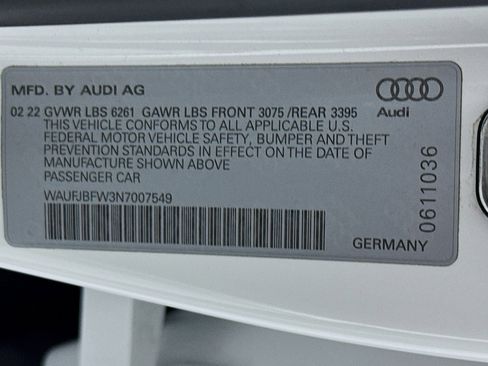 MFD. BY AUDI AG
02 22 GVWR LBS 6261 GAWR LBS FRONT 3075 /REAR 3395
THIS VEHICLE CONFORMS TO ALL APPLICABLE U.S.
FEDERAL MOTOR VEHICLE SAFETY, BUMPER AND THEFT
PREVENTION STANDARDS IN EFFECT ON THE DATE OF
MANUFACTURE SHOWN ABOVE
PASSENGER CAR
WAUFJBFW3N7007549
GERMANY
Audi
0611036